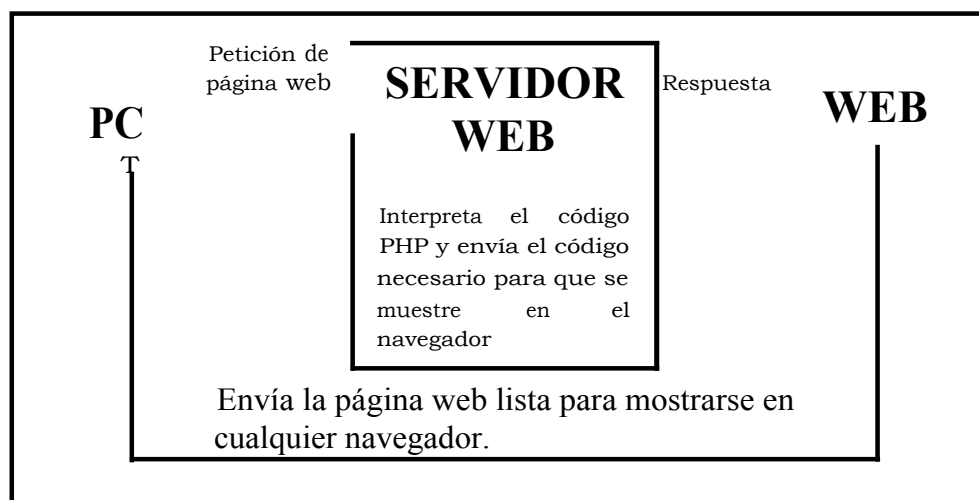 Petición de
página web
SERVIDOR
WEB
Respuesta
WEB
PC
T
Interpreta el código
PHP y envía el código
necesario para que se
muestre en el
navegador
Envía la página web lista para mostrarse en
cualquier navegador.